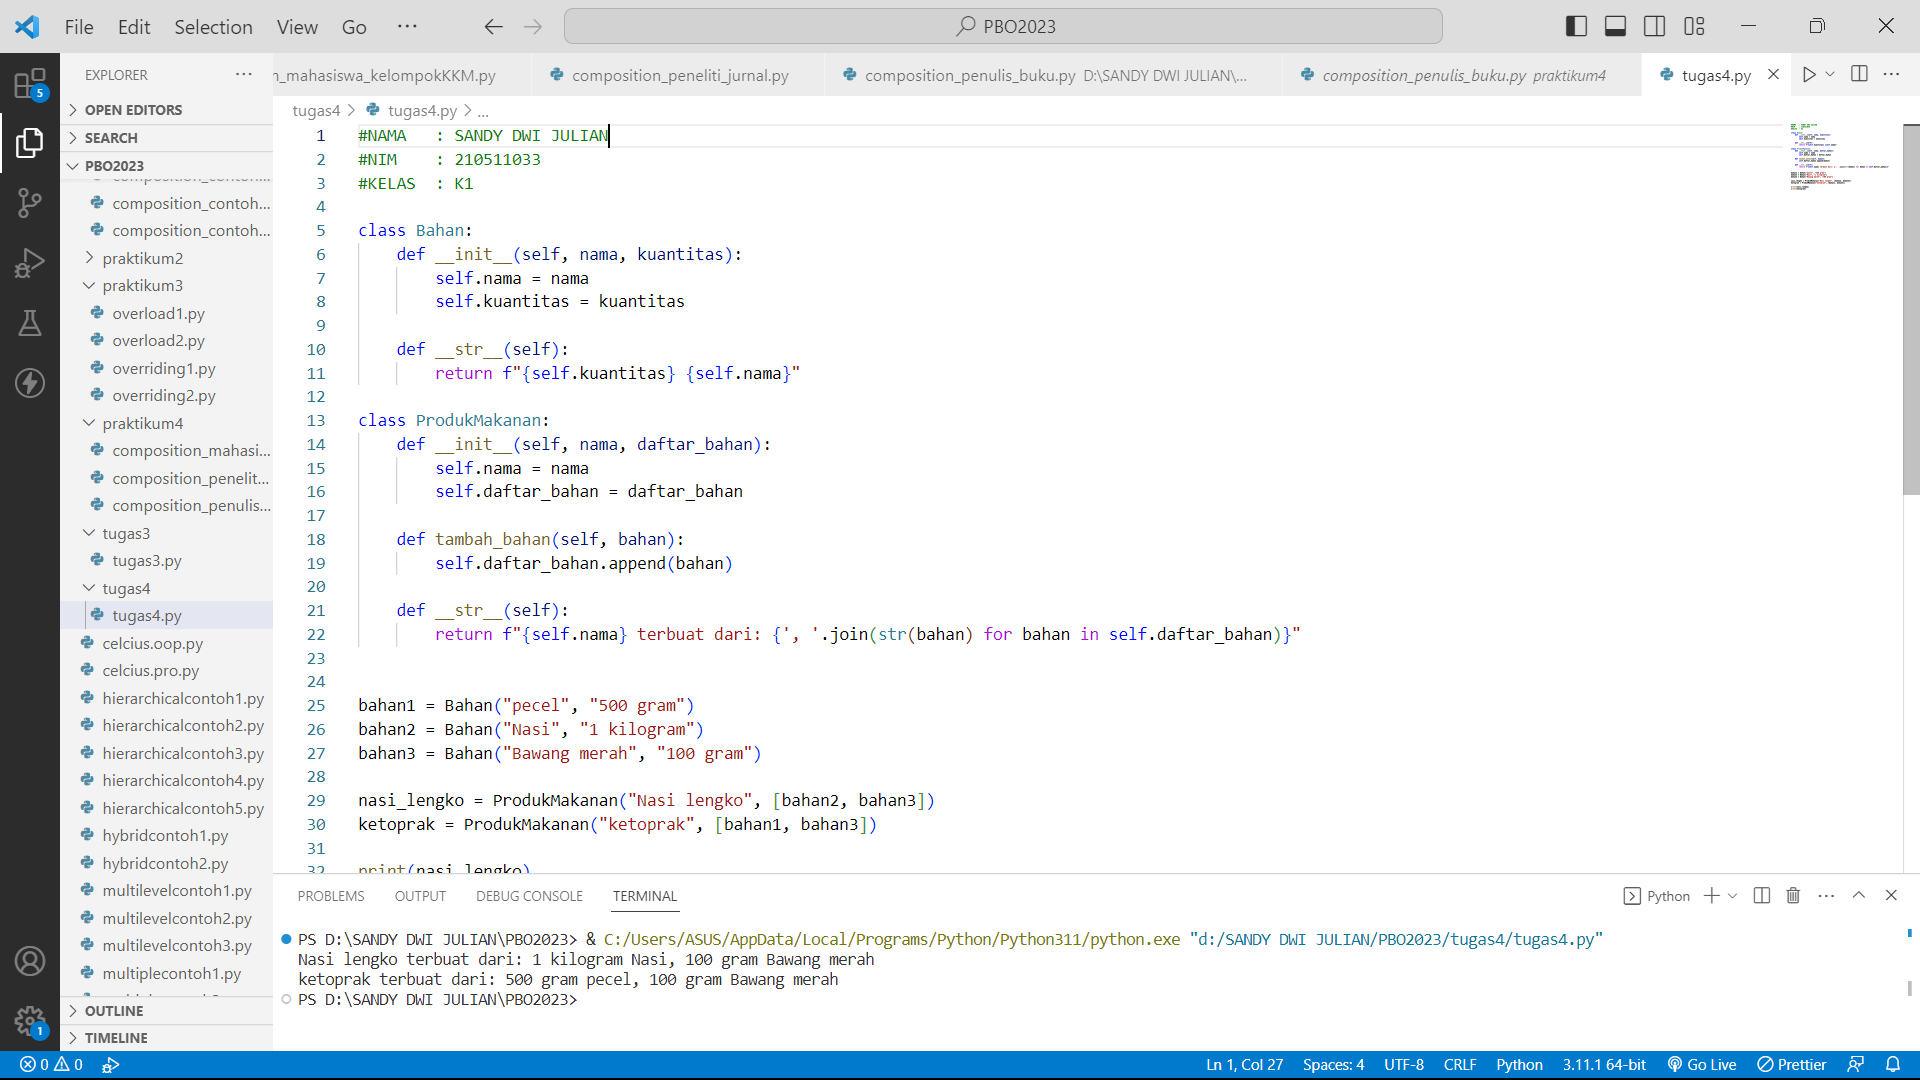 File Edit Selection View Go ··· PBO2023
EXPLORER ···
OPEN EDITORS
SEARCH
PBO2023
composition_contoh...
composition_contoh...
praktikum2
praktikum3
overload1.py
overload2.py
overriding1.py
overriding2.py
praktikum4
composition_mahasi...
composition_penelit...
composition_penulis...
tugas3
tugas3.py
tugas4
tugas4.py
celcius.oop.py
celcius.pro.py
hierarchicalcontoh1.py
hierarchicalcontoh2.py
hierarchicalcontoh3.py
hierarchicalcontoh4.py
hierarchicalcontoh5.py
hybridcontoh1.py
hybridcontoh2.py
multilevelcontoh1.py
multilevelcontoh2.py
multilevelcontoh3.py
multiplecontoh1.py
OUTLINE
TIMELINE
5
1
n_mahasiswa_kelompokKKM.py composition_peneliti_jurnal.py composition_penulis_buku.py D:\SANDY DWI JULIAN\... composition_penulis_buku.py praktikum4 tugas4.py
tugas4 > tugas4.py > ...
1 #NAMA   : SANDY DWI JULIAN
2 #NIM    : 210511033
3 #KELAS  : K1
4
5 class Bahan:
6     def __init__(self, nama, kuantitas):
7         self.nama = nama
8         self.kuantitas = kuantitas
9
10     def __str__(self):
11         return f"{self.kuantitas} {self.nama}"
12
13 class ProdukMakanan:
14     def __init__(self, nama, daftar_bahan):
15         self.nama = nama
16         self.daftar_bahan = daftar_bahan
17
18     def tambah_bahan(self, bahan):
19         self.daftar_bahan.append(bahan)
20
21     def __str__(self):
22         return f"{self.nama} terbuat dari: {', '.join(str(bahan) for bahan in self.daftar_bahan)}"
23
24
25 bahan1 = Bahan("pecel", "500 gram")
26 bahan2 = Bahan("Nasi", "1 kilogram")
27 bahan3 = Bahan("Bawang merah", "100 gram")
28
29 nasi_lengko = ProdukMakanan("Nasi lengko", [bahan2, bahan3])
30 ketoprak = ProdukMakanan("ketoprak", [bahan1, bahan3])
31
32 print(nasi_lengko)
PROBLEMS OUTPUT DEBUG CONSOLE TERMINAL Python
PS D:\SANDY DWI JULIAN\PBO2023> & C:/Users/ASUS/AppData/Local/Programs/Python/Python311/python.exe "d:/SANDY DWI JULIAN/PBO2023/tugas4/tugas4.py"
Nasi lengko terbuat dari: 1 kilogram Nasi, 100 gram Bawang merah
ketoprak terbuat dari: 500 gram pecel, 100 gram Bawang merah
PS D:\SANDY DWI JULIAN\PBO2023>
0 0 Ln 1, Col 27 Spaces: 4 UTF-8 CRLF Python 3.11.1 64-bit Go Live Prettier